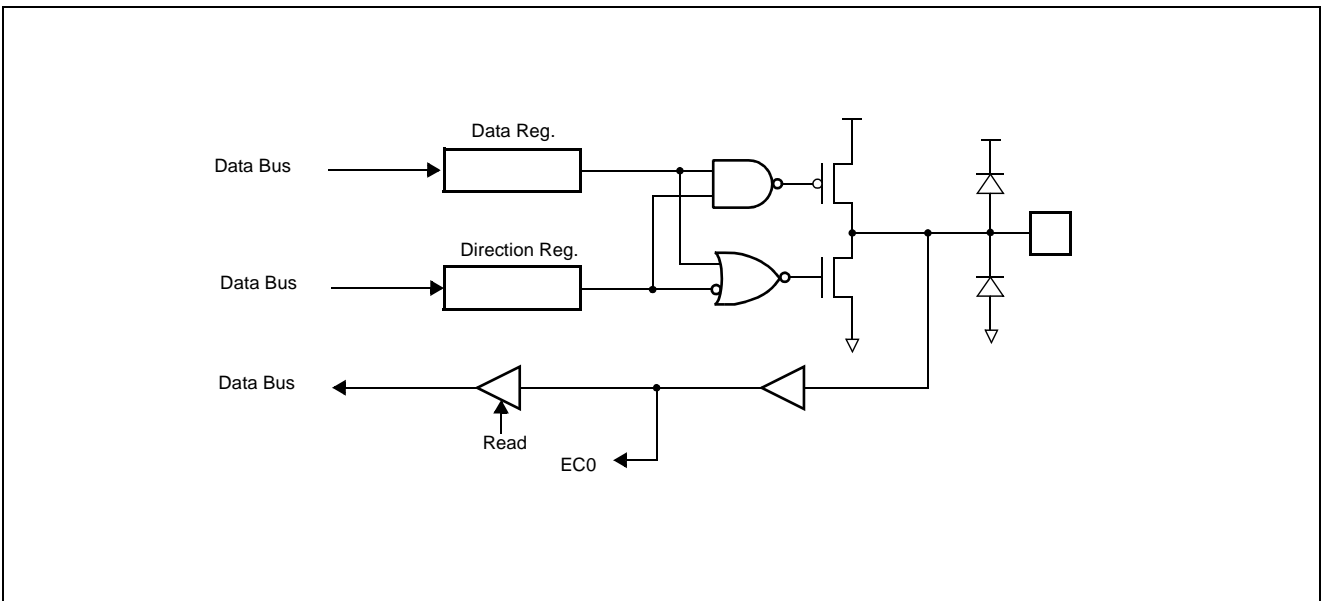 Data Reg.
Data Bus
Direction Reg.
Data Bus
Data Bus
Read
EC0